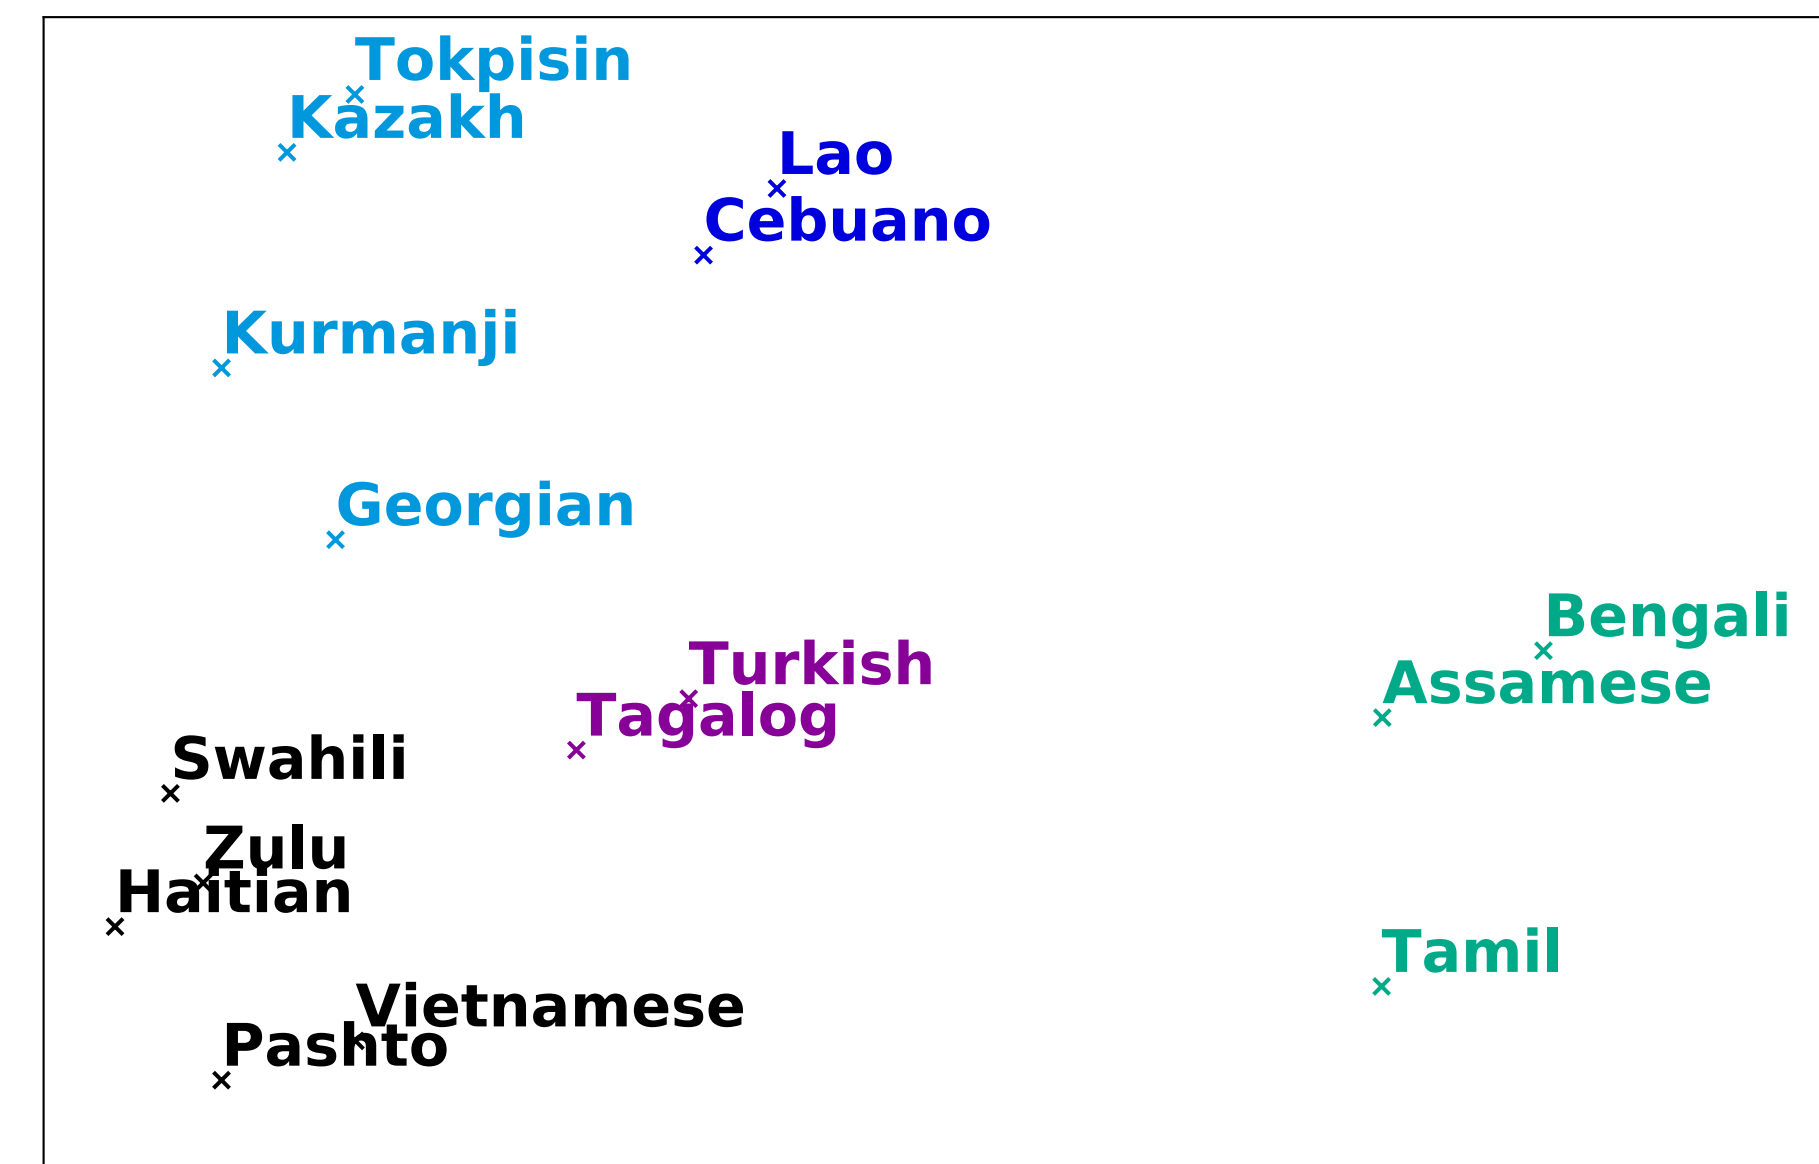 Tokpisin
Kazakh
Lao
Cebuano
Kurmanji
Georgian
Bengali
Turkish
Assamese
Tagalog
Swahili
Zulu
Haitian
Tamil
Vietnamese
Pashto